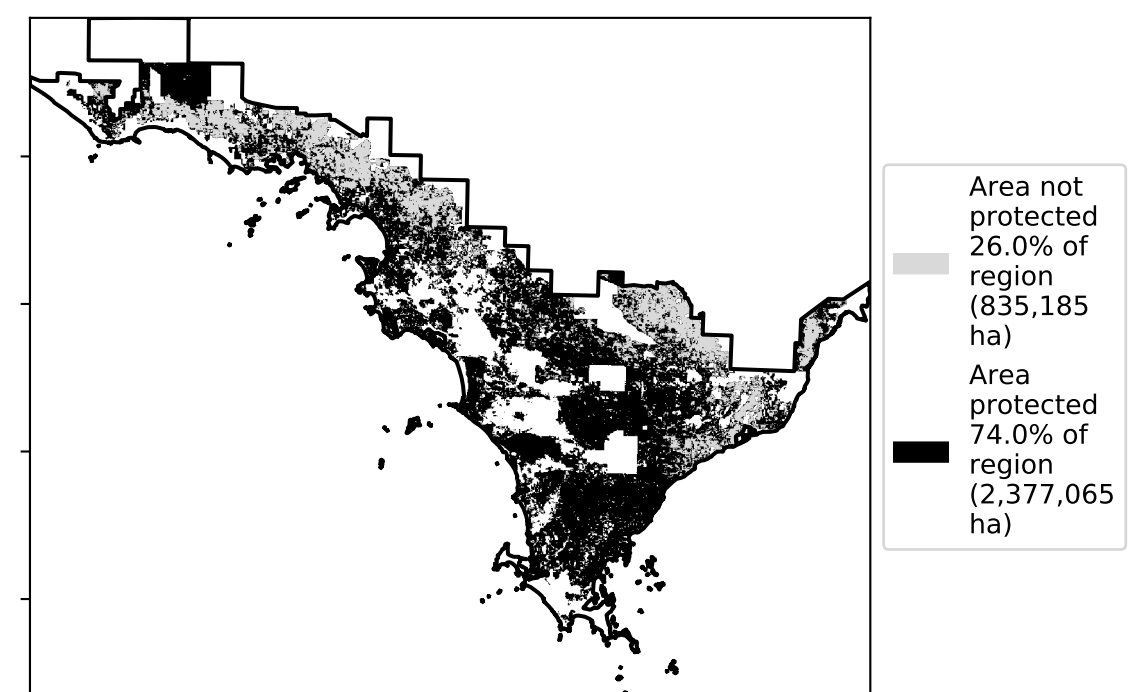 Area not
protected
26.0% of
region
(835,185
ha)
Area
protected
74.0% of
region
(2,377,065
ha)